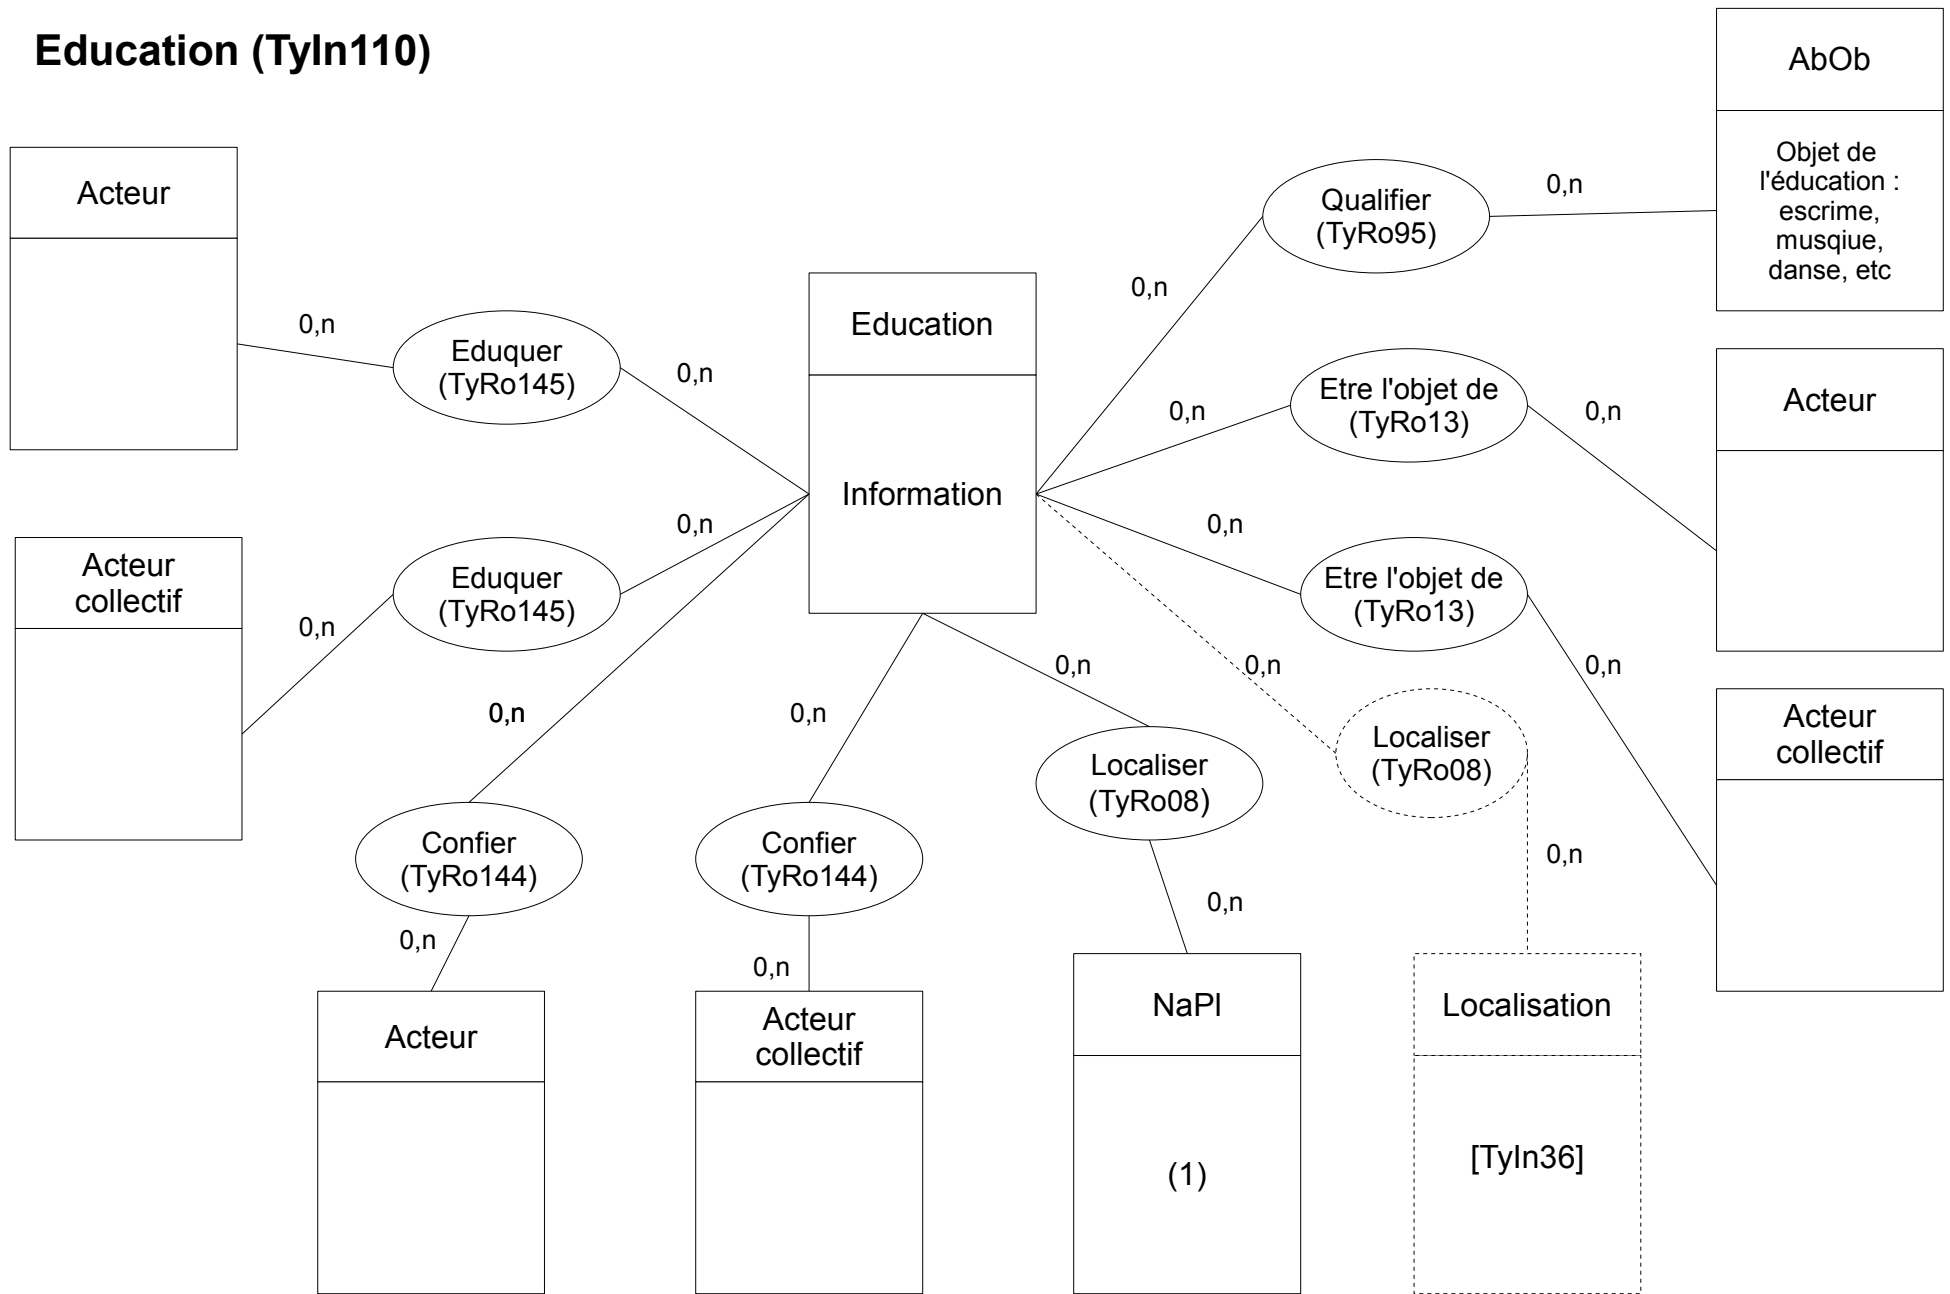 Education (TyIn110)
AbOb
Objet de
l'éducation :
escrime,
musqiue,
danse, etc
Acteur
Qualifier
(TyRo95)
0,n
0,n
Education
Information
0,n
Eduquer
(TyRo145)
0,n
Etre l'objet de
(TyRo13)
0,n
0,n
Acteur
Acteur
collectif
0,n
Eduquer
(TyRo145)
0,n
0,n
Etre l'objet de
(TyRo13)
0,n
Acteur
collectif
0,n
0,n
0,n
0,n
Localiser
(TyRo08)
Localiser
(TyRo08)
Confier
(TyRo144)
Confier
(TyRo144)
0,n
0,n
0,n
0,n
Acteur
Acteur
collectif
NaPl
(1)
Localisation
[TyIn36]